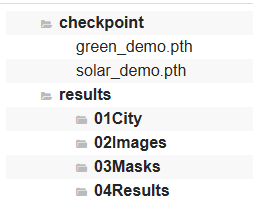 checkpoint
green_demo.pth
solar_demo.pth
results
01City
02Images
03Masks
04Results